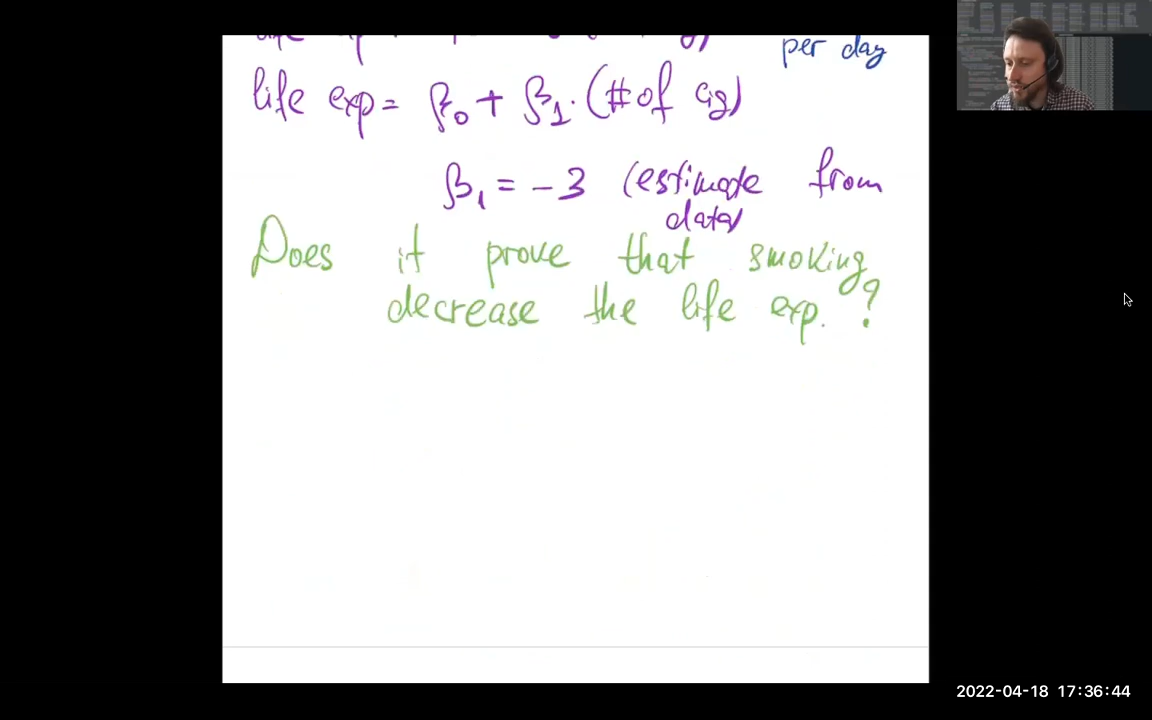 per day
life exp = β₀ + β₁ · (# of cig)
β₁ = -3 (estimate from
data)
Does it prove that smoking
decrease the life exp. ?
2022-04-18 17:36:44